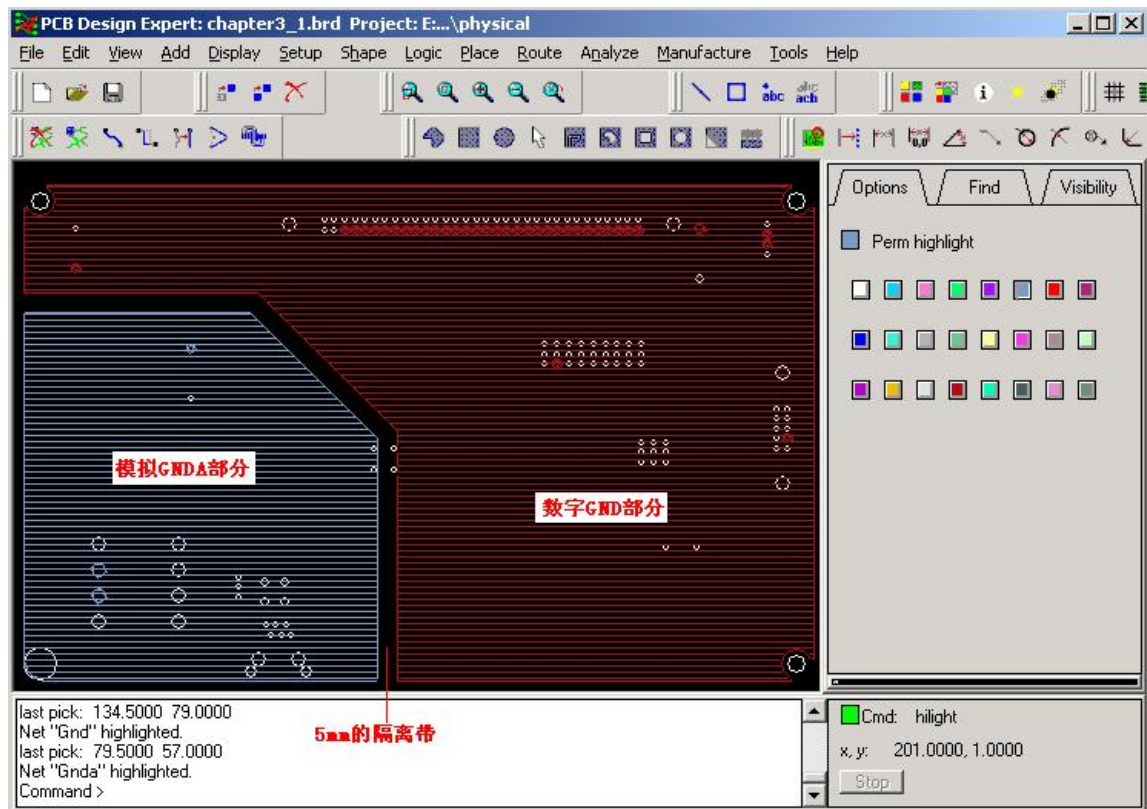 PCB Design Expert: chapter3_1.brd Project: E:...\physical
File Edit View Add Display Setup Shape Logic Place Route Analyze Manufacture Tools Help
abc
Options Find Visibility
Perm highlight
模拟GNDA部分
数字GND部分
5mm的隔离带
last pick: 134.5000 79.0000
Net "Gnd" highlighted.
last pick: 79.5000 57.0000
Net "Gnda" highlighted.
Command >
Cmd: hilight
x, y: 201.0000, 1.0000
Stop